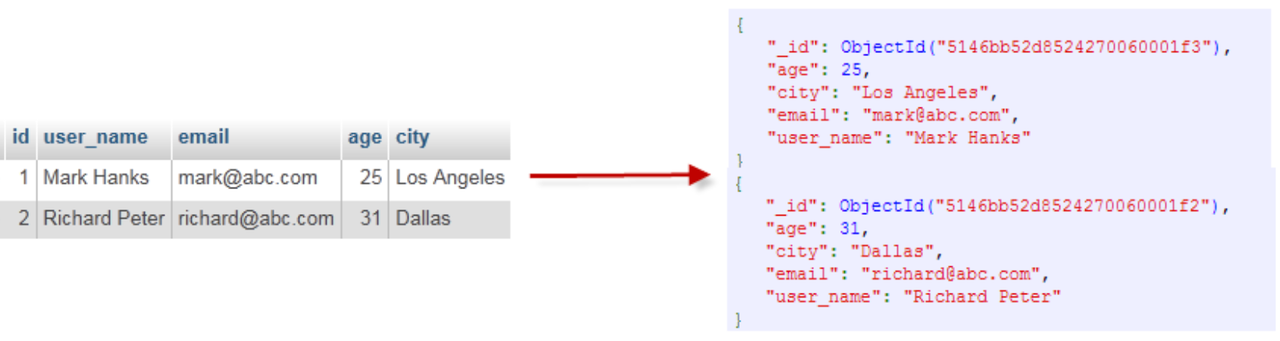 id user_name email age city
1 Mark Hanks mark@abc.com 25 Los Angeles
2 Richard Peter richard@abc.com 31 Dallas
{
"_id": ObjectId("5146bb52d8524270060001f3"),
"age": 25,
"city": "Los Angeles",
"email": "mark@abc.com",
"user_name": "Mark Hanks"
}
{
"_id": ObjectId("5146bb52d8524270060001f2"),
"age": 31,
"city": "Dallas",
"email": "richard@abc.com",
"user_name": "Richard Peter"
}